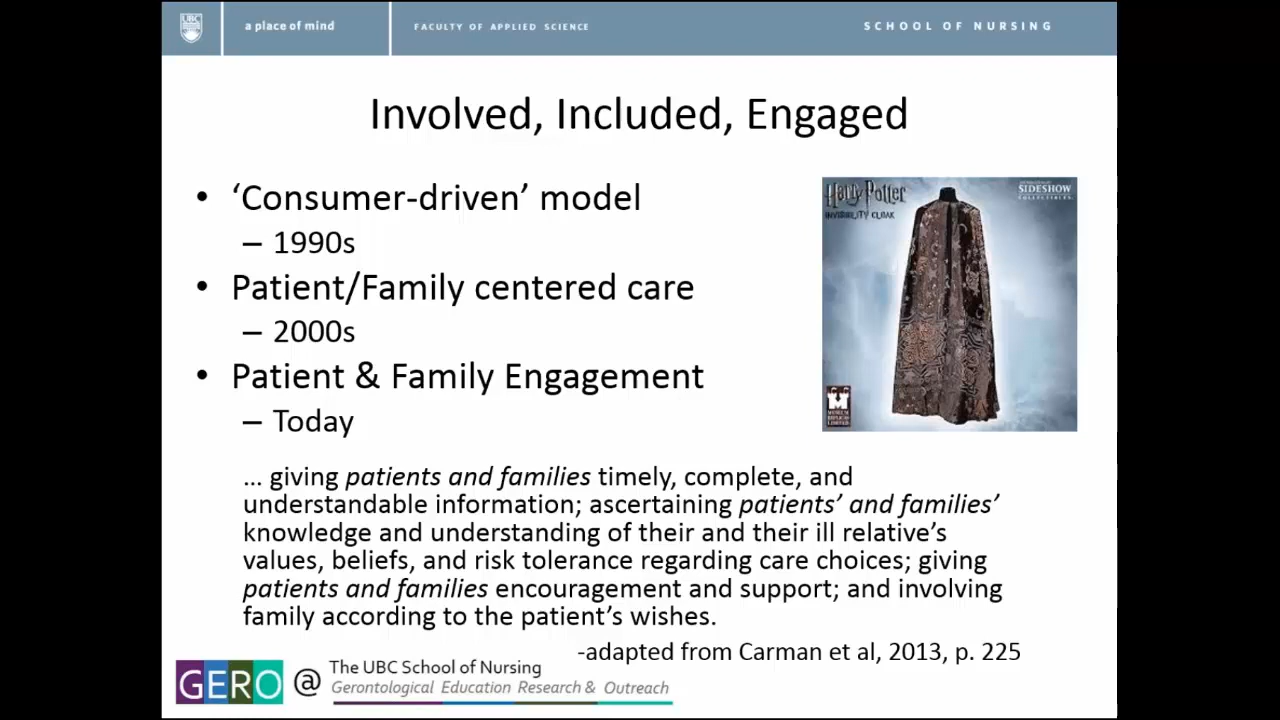 UBC
a place of mind
FACULTY OF APPLIED SCIENCE
SCHOOL OF NURSING
Involved, Included, Engaged
• ‘Consumer-driven’ model
– 1990s
• Patient/Family centered care
– 2000s
• Patient & Family Engagement
– Today
Harry Potter
INVISIBILITY CLOAK
SIDESHOW
COLLECTIBLES
MUSEUM
REPLICAS
LIMITED
… giving patients and families timely, complete, and
understandable information; ascertaining patients’ and families’
knowledge and understanding of their and their ill relative’s
values, beliefs, and risk tolerance regarding care choices; giving
patients and families encouragement and support; and involving
family according to the patient’s wishes.
-adapted from Carman et al, 2013, p. 225
GERO @ The UBC School of Nursing
Gerontological Education Research & Outreach